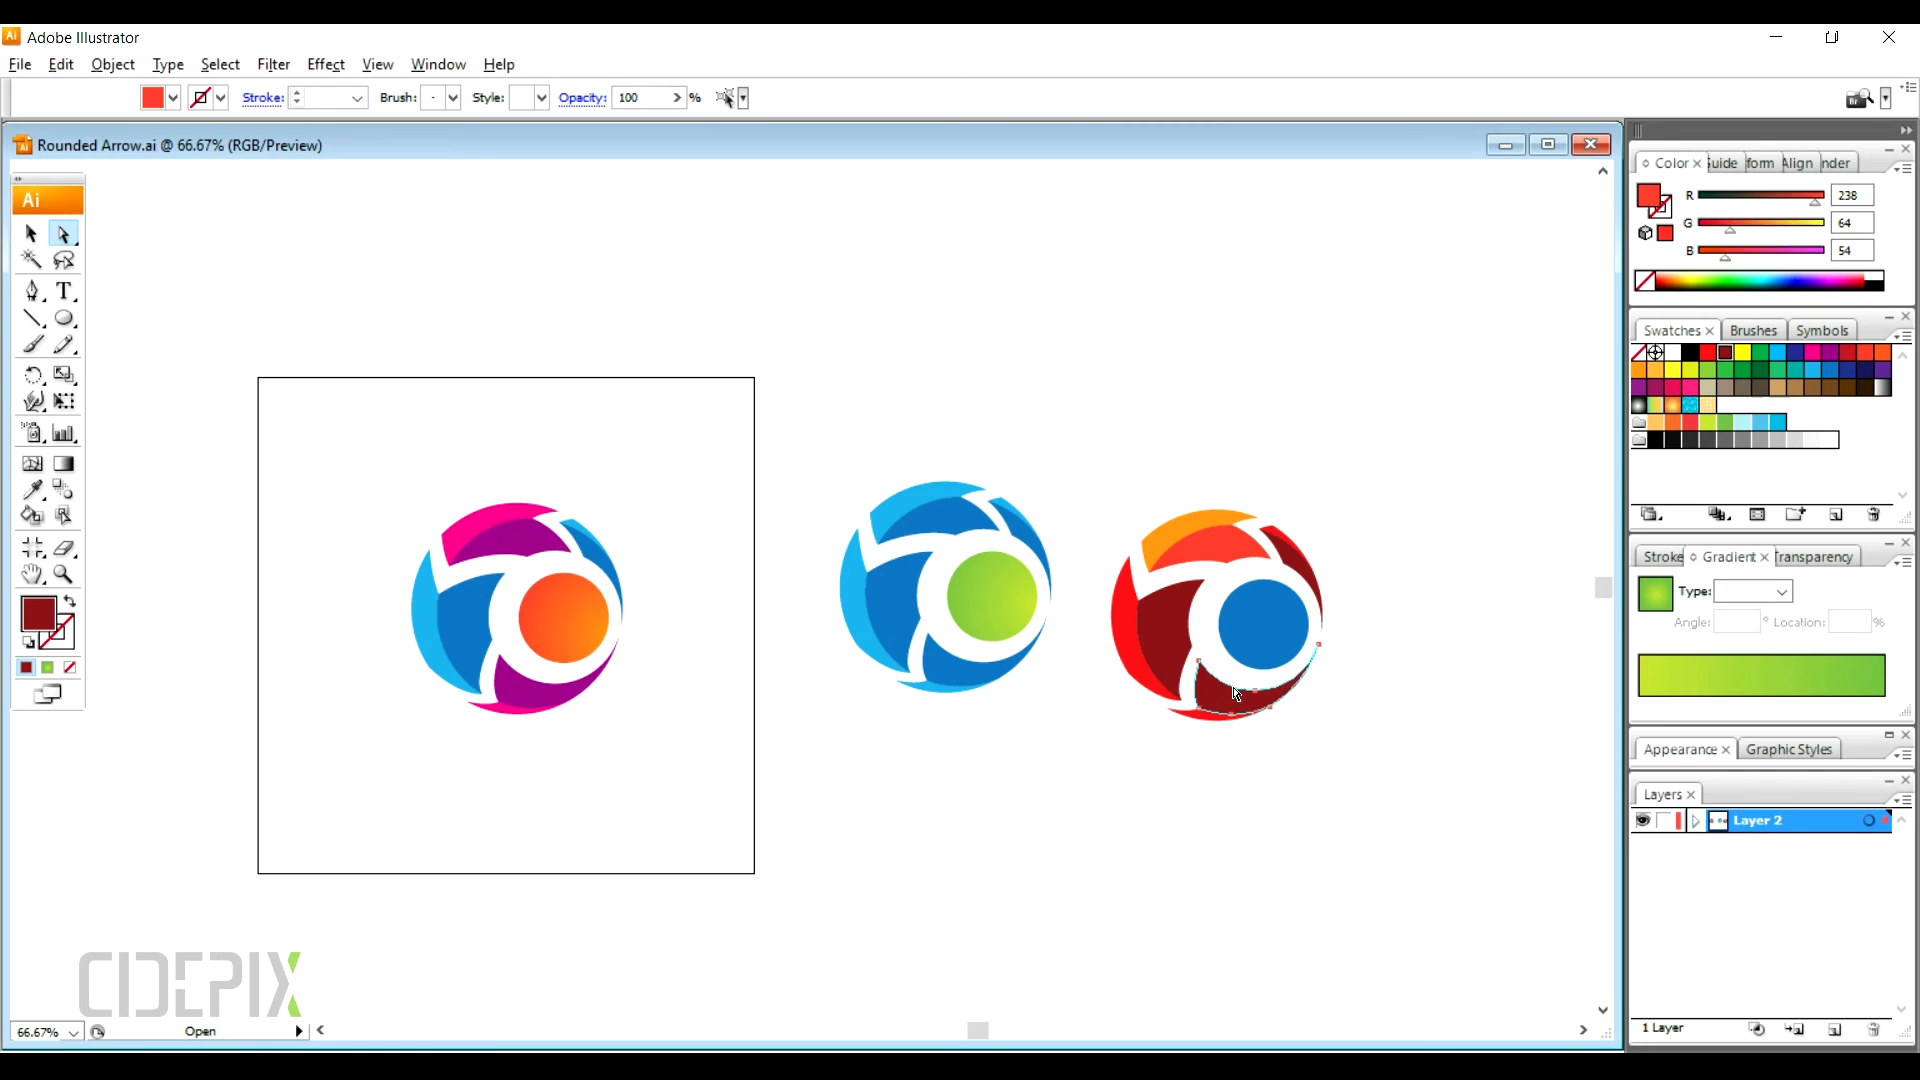 Ai Adobe Illustrator
File Edit Object Type Select Filter Effect View Window Help
Stroke: Brush: Style: Opacity: 100 %
Rounded Arrow.ai @ 66.67% (RGB/Preview)
Ai
T
Color uide form Align nder
R 238
G 64
B 54
Swatches Brushes Symbols
Stroke Gradient Transparency
Type:
Angle: ° Location: %
Appearance Graphic Styles
Layers
Layer 2
1 Layer
CIDEPIX
66.67% Open